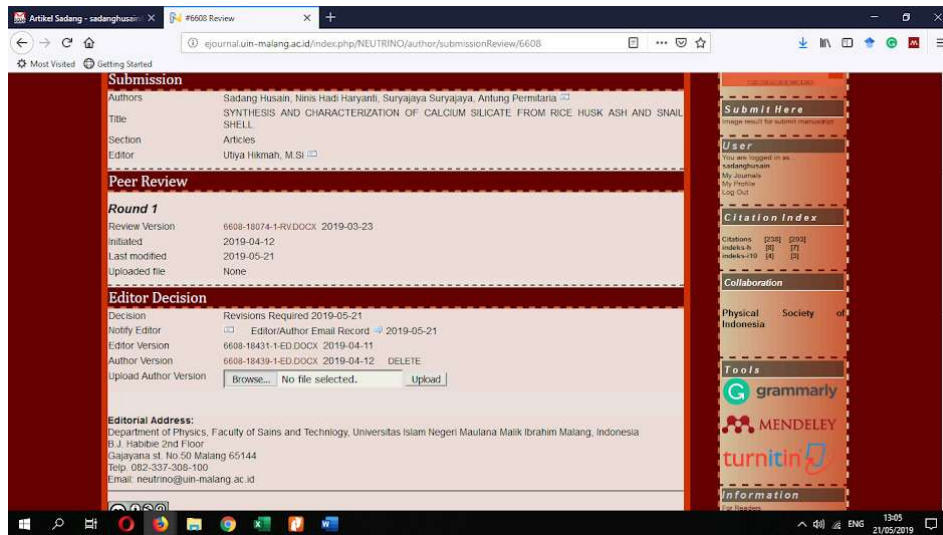 Artikel Sadang - sadanghusain
#6608 Review
ejournal.uin-malang.ac.id/index.php/NEUTRINO/author/submissionReview/6608
Most Visited Getting Started
Submission
Authors Sadang Husain, Ninis Hadi Haryanti, Suryajaya Suryajaya, Antung Permitaria
Title SYNTHESIS AND CHARACTERIZATION OF CALCIUM SILICATE FROM RICE HUSK ASH AND SNAIL
SHELL
Section Articles
Editor Utiya Hikmah, M.Si
Peer Review
Round 1
Review Version 6608-18074-1-RV.DOCX 2019-03-23
Initiated 2019-04-12
Last modified 2019-05-21
Uploaded file None
Editor Decision
Decision Revisions Required 2019-05-21
Notify Editor Editor/Author Email Record 2019-05-21
Editor Version 6608-18431-1-ED.DOCX 2019-04-11
Author Version 6608-18439-1-ED.DOCX 2019-04-12 DELETE
Upload Author Version Browse... No file selected. Upload
Editorial Address:
Department of Physics, Faculty of Sains and Technlogy, Universitas Islam Negeri Maulana Malik Ibrahim Malang, Indonesia
B.J. Habibie 2nd Floor
Gajayana st. No.50 Malang 65144
Telp. 082-337-308-100
Email: neutrino@uin-malang.ac.id
Submit Here
Image result for submit manuscript
User
You are logged in as...
sadanghusain
My Journals
My Profile
Log Out
Citation Index
Citations [238] [203]
indeks-h [8] [7]
indeks-i10 [4] [3]
Collaboration
Physical Society of
Indonesia
Tools
grammarly
MENDELEY
turnitin
Information
For Readers
ENG
13:05
21/05/2019